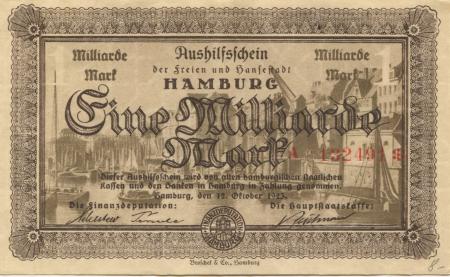 Milliarde Mark
Aushilfsschein
Milliarde Mark
der Freien und Hansestadt
HAMBURG
Eine Milliarde
Mark
Dieser Aushilfsschein wird von allen hamburgischen staatlichen
Kassen und den Banken in Hamburg in Zahlung genommen.
Hamburg, den 12. Oktober 1923.
Die Finanzdeputation:
Die Hauptstaatskasse:
Broschek & Co., Hamburg
8.-